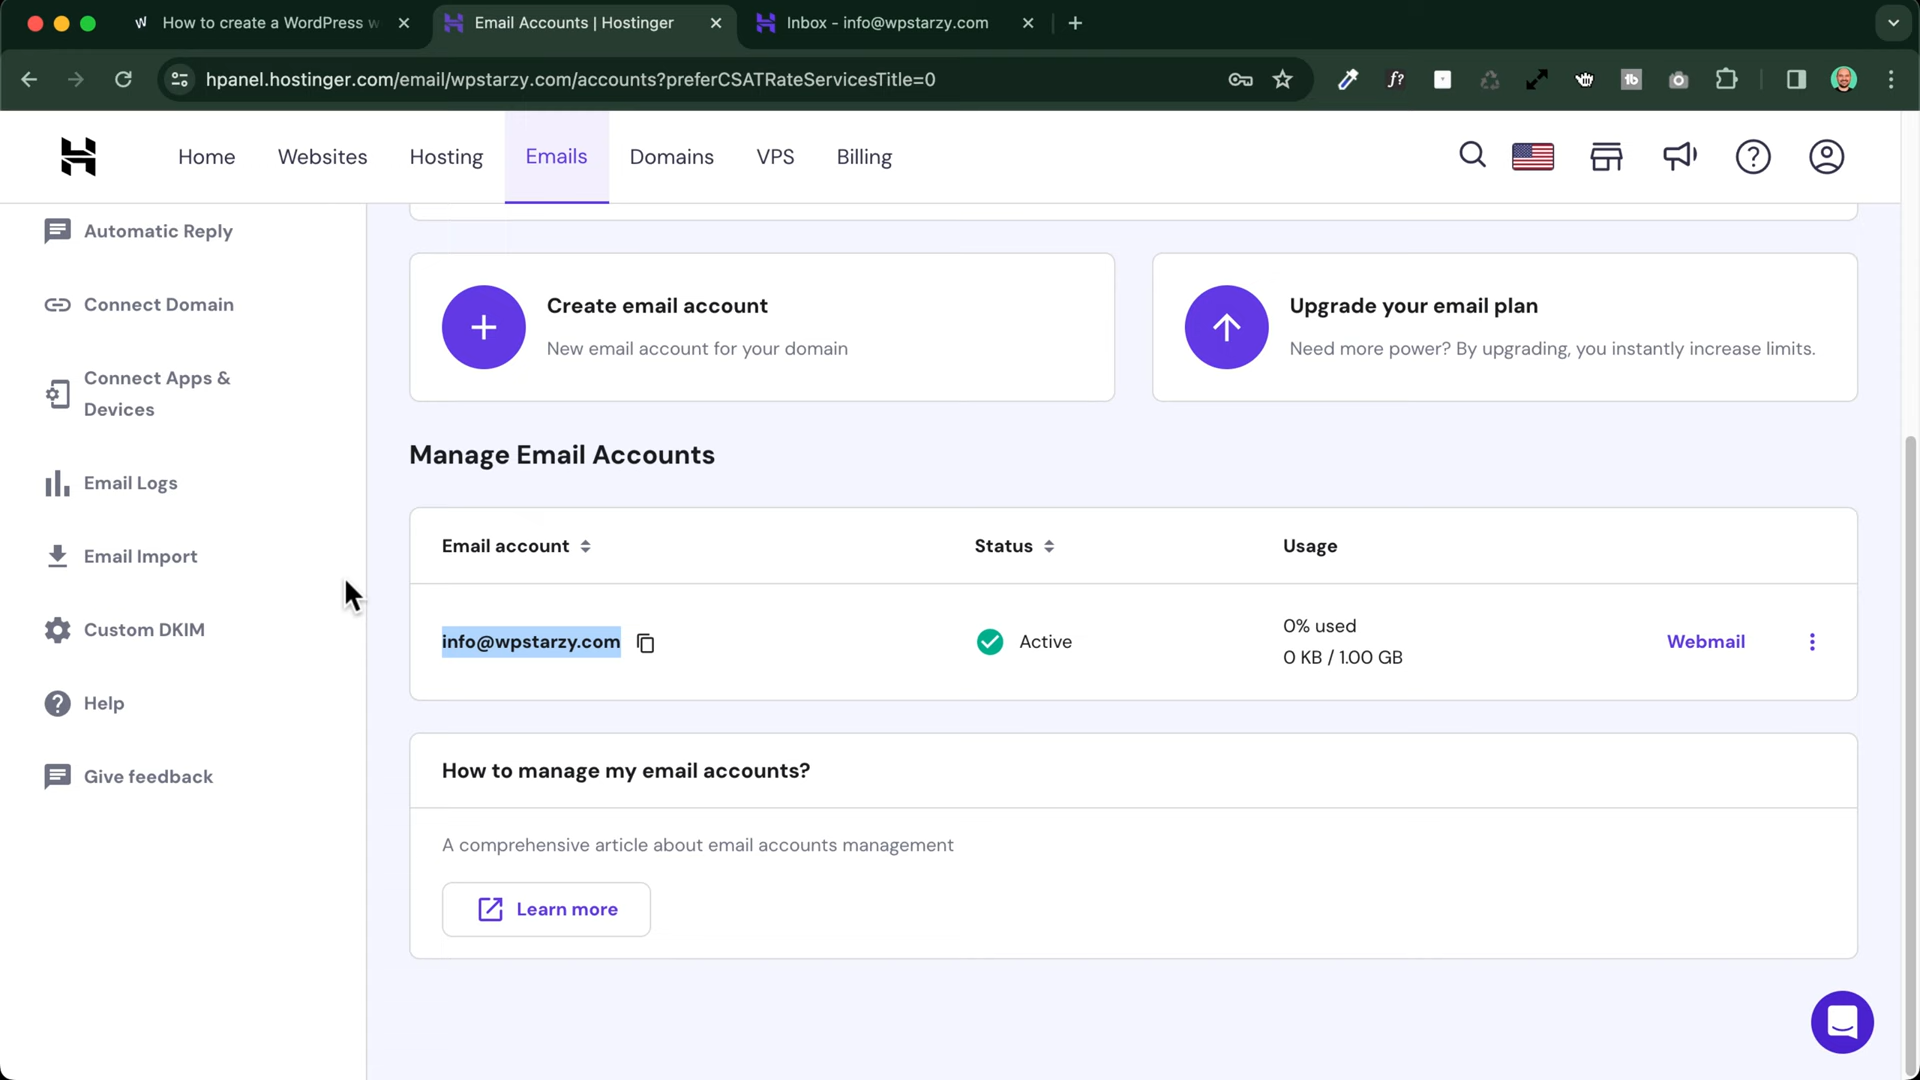 How to create a WordPress w
Email Accounts | Hostinger
Inbox - info@wpstarzy.com
hpanel.hostinger.com/email/wpstarzy.com/accounts?preferCSATRateServicesTitle=0
f?
tb
Home
Websites
Hosting
Emails
Domains
VPS
Billing
Automatic Reply
Connect Domain
Connect Apps &
Devices
Email Logs
Email Import
Custom DKIM
Help
Give feedback
Create email account
New email account for your domain
Upgrade your email plan
Need more power? By upgrading, you instantly increase limits.
Manage Email Accounts
Email account
Status
Usage
info@wpstarzy.com
Active
0% used
0 KB / 1.00 GB
Webmail
How to manage my email accounts?
A comprehensive article about email accounts management
Learn more